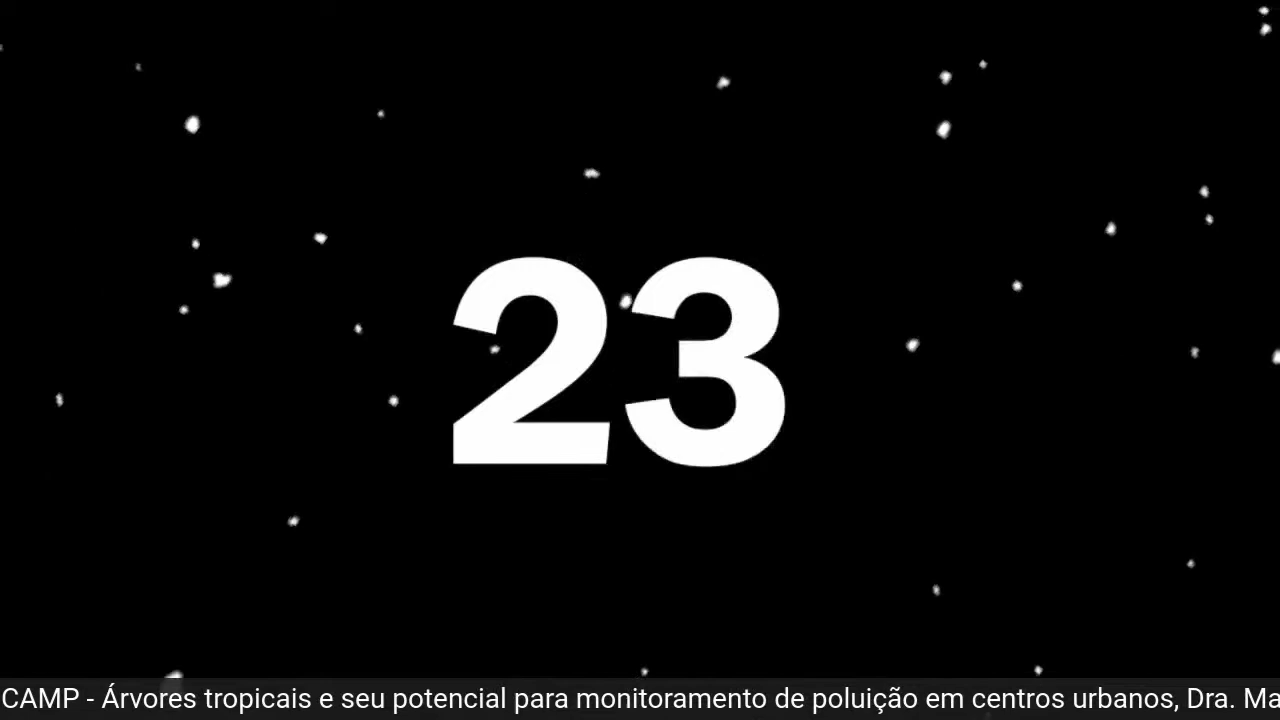 23
CAMP - Árvores tropicais e seu potencial para monitoramento de poluição em centros urbanos, Dra.